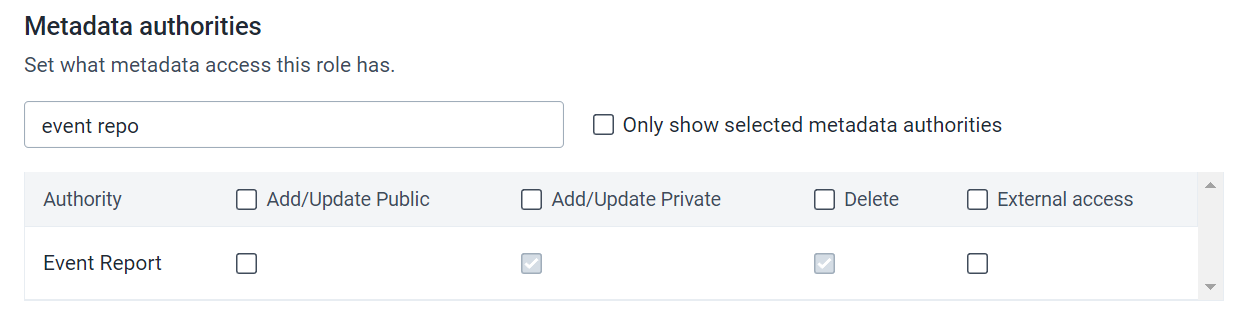 Metadata authorities
Set what metadata access this role has.
event repo
Only show selected metadata authorities
Authority Add/Update Public Add/Update Private Delete External access
Event Report